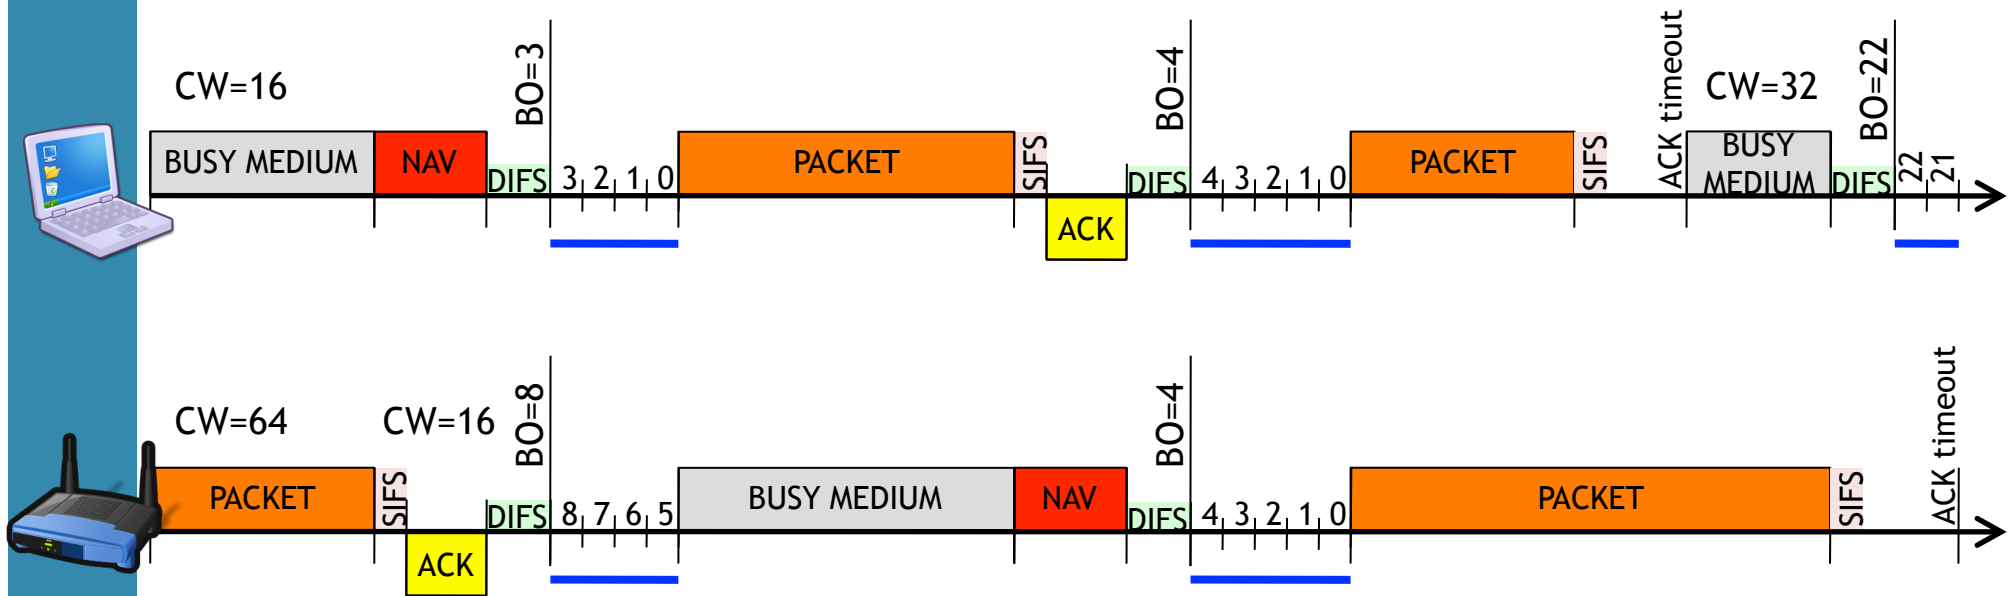 CW=16
BO=3
BO=4
ACK timeout
CW=32
BO=22
BUSY MEDIUM
NAV
DIFS
3 2 1 0
PACKET
SIFS
ACK
DIFS
4 3 2 1 0
PACKET
SIFS
BUSY
MEDIUM
DIFS
22
21
CW=64
CW=16
BO=8
BO=4
ACK timeout
PACKET
SIFS
ACK
DIFS
8 7 6 5
BUSY MEDIUM
NAV
DIFS
4 3 2 1 0
PACKET
SIFS